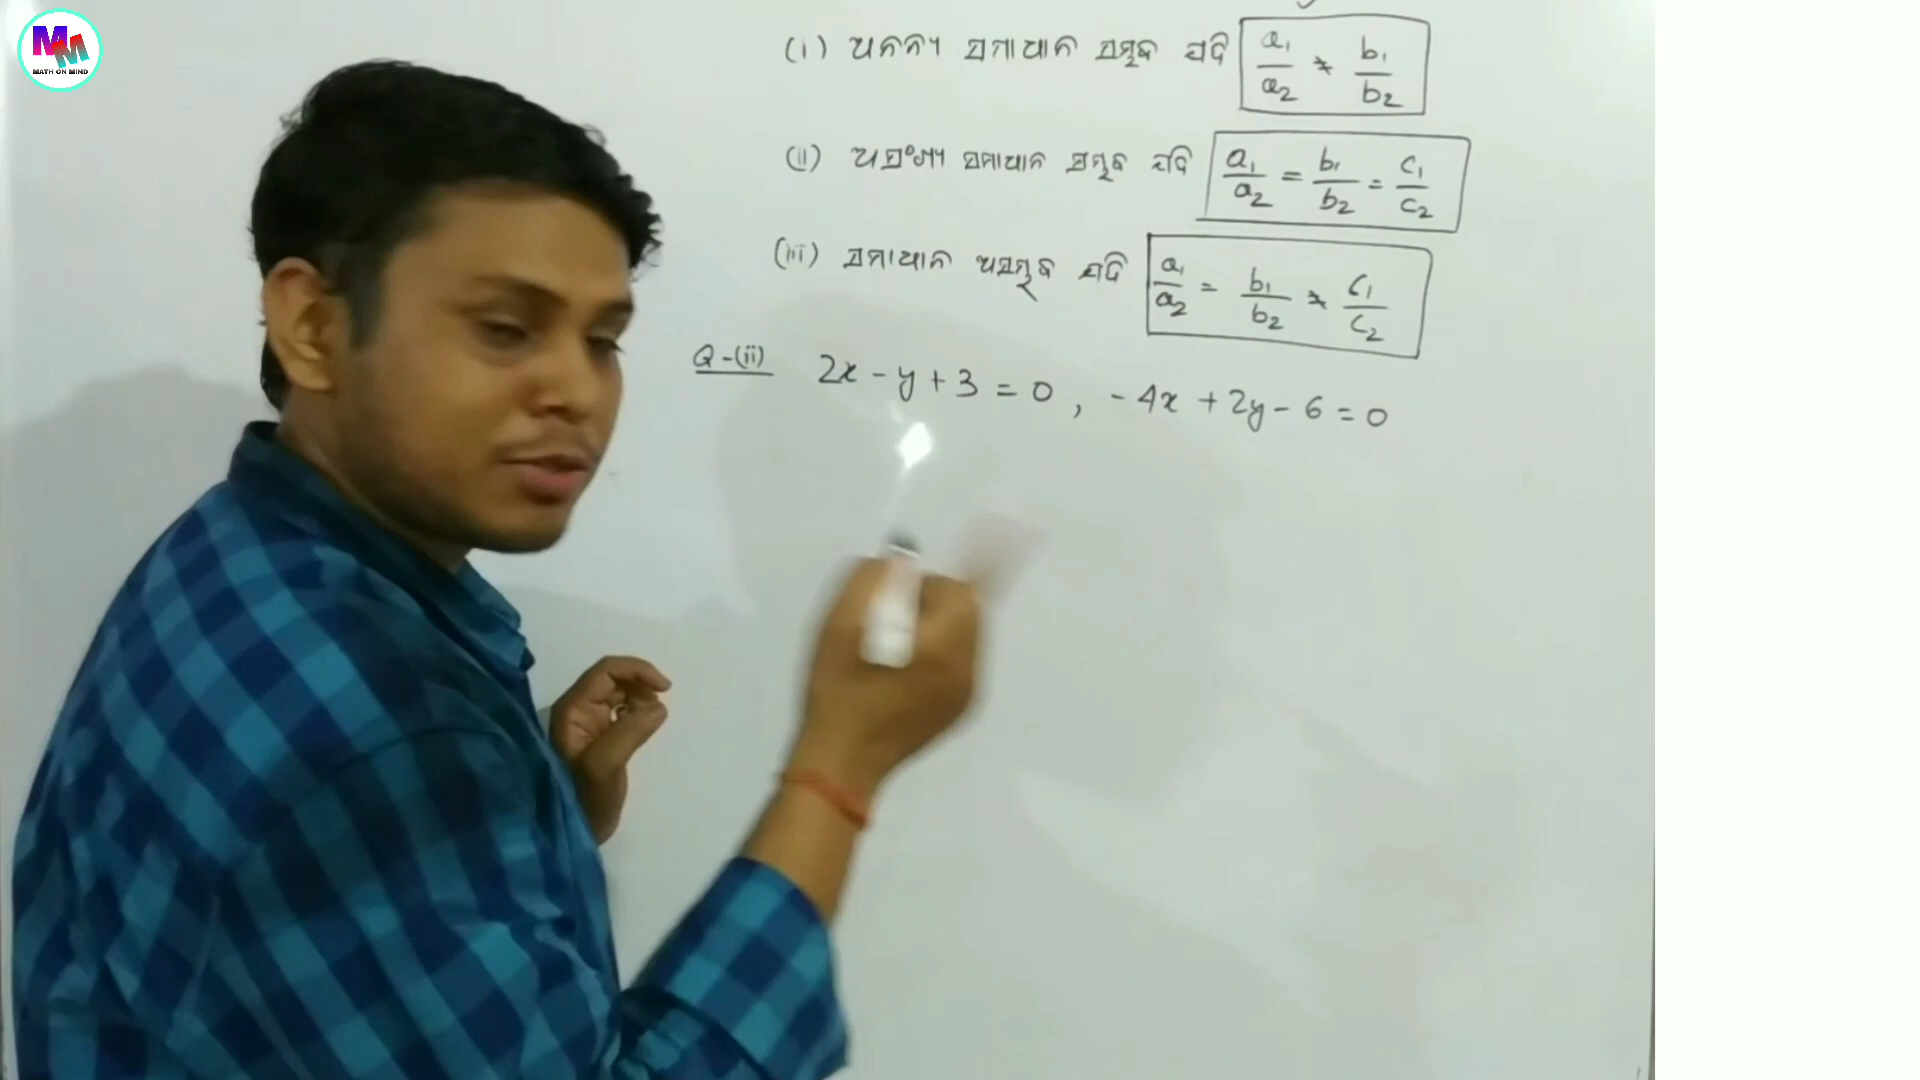 MM
MATH ON MIND
(i) ଅନନ୍ୟ ସମାଧାନ ସମ୍ଭବ ଯଦି a₁/a₂ ≠ b₁/b₂
(ii) ଅସଂଖ୍ୟ ସମାଧାନ ସମ୍ଭବ ଯଦି a₁/a₂ = b₁/b₂ = c₁/c₂
(iii) ସମାଧାନ ଅସମ୍ଭବ ଯଦି a₁/a₂ = b₁/b₂ ≠ c₁/c₂
Q-(ii) 2x - y + 3 = 0 , - 4x + 2y - 6 = 0